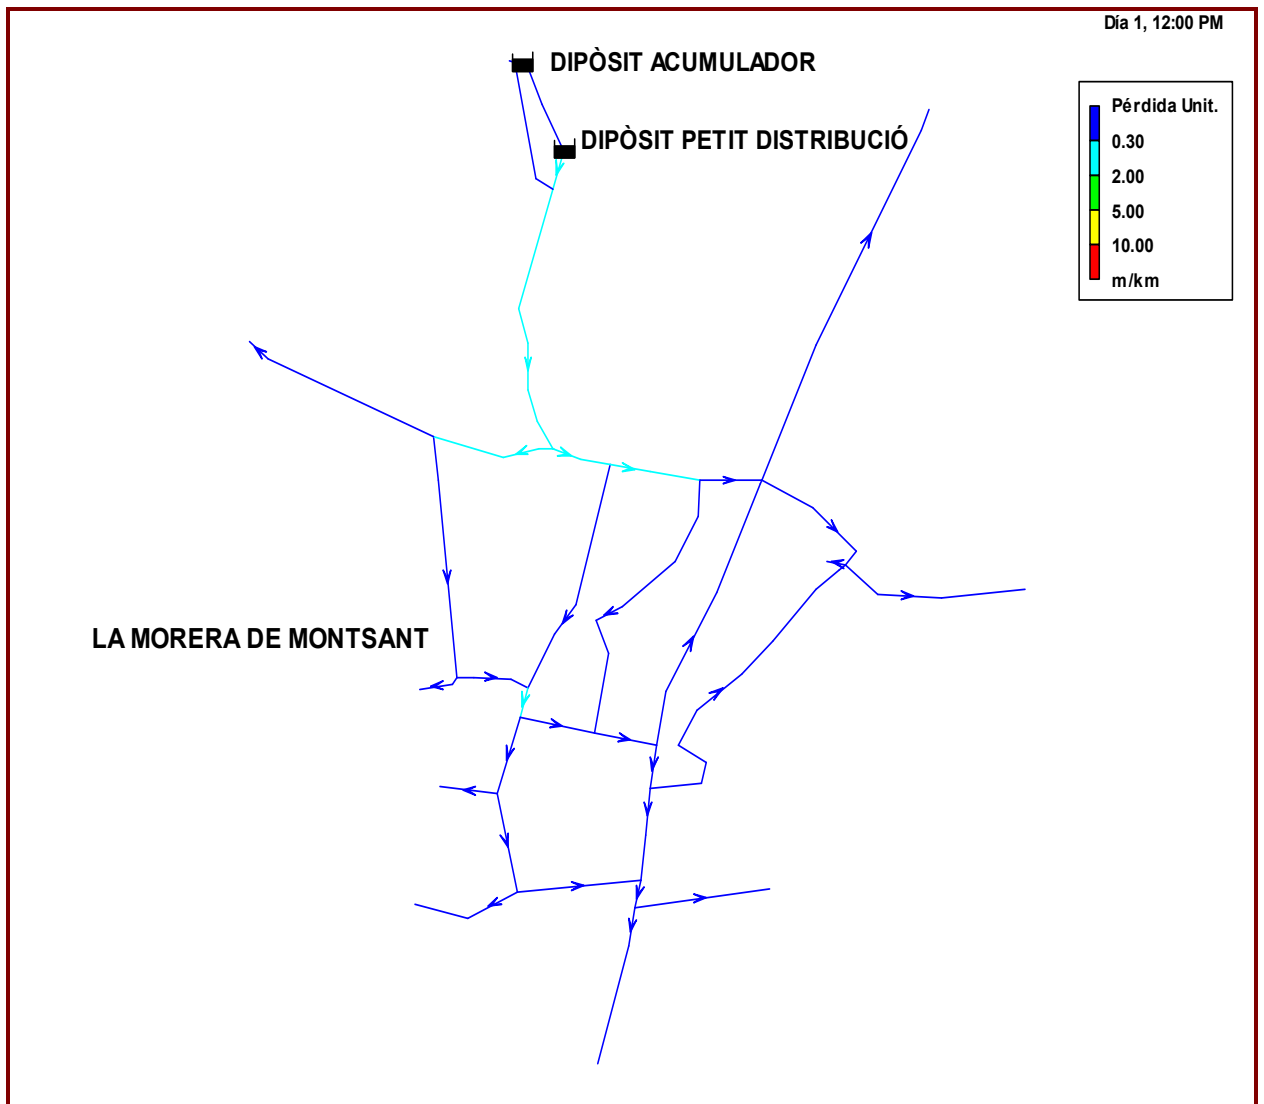 Día 1, 12:00 PM
DIPÒSIT ACUMULADOR
DIPÒSIT PETIT DISTRIBUCIÓ
Pérdida Unit.
0.30
2.00
5.00
10.00
m/km
LA MORERA DE MONTSANT